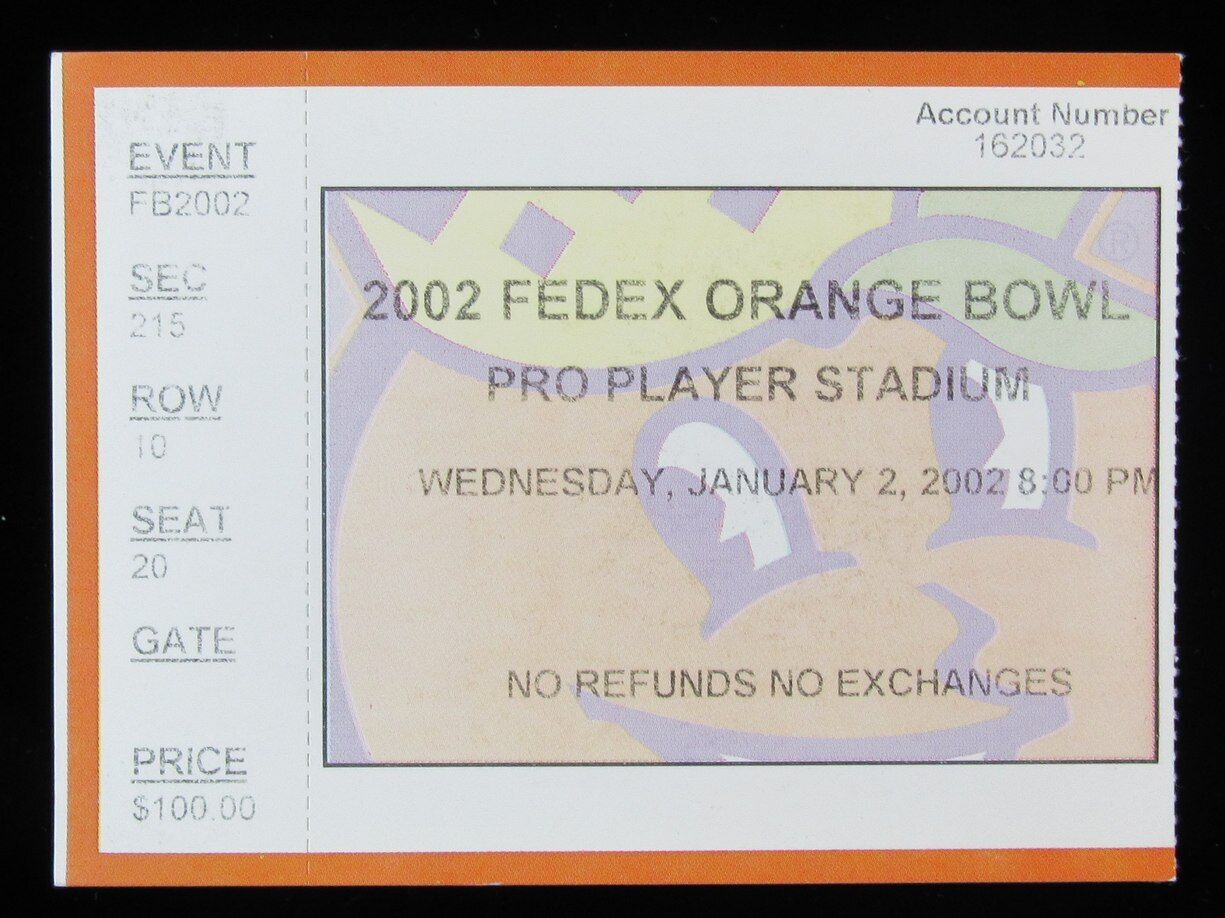 EVENT
FB2002
SEC
215
ROW
10
SEAT
20
GATE
PRICE
$100.00
Account Number
162032
®
2002 FEDEX ORANGE BOWL
PRO PLAYER STADIUM
WEDNESDAY, JANUARY 2, 2002 8:00 PM
NO REFUNDS NO EXCHANGES